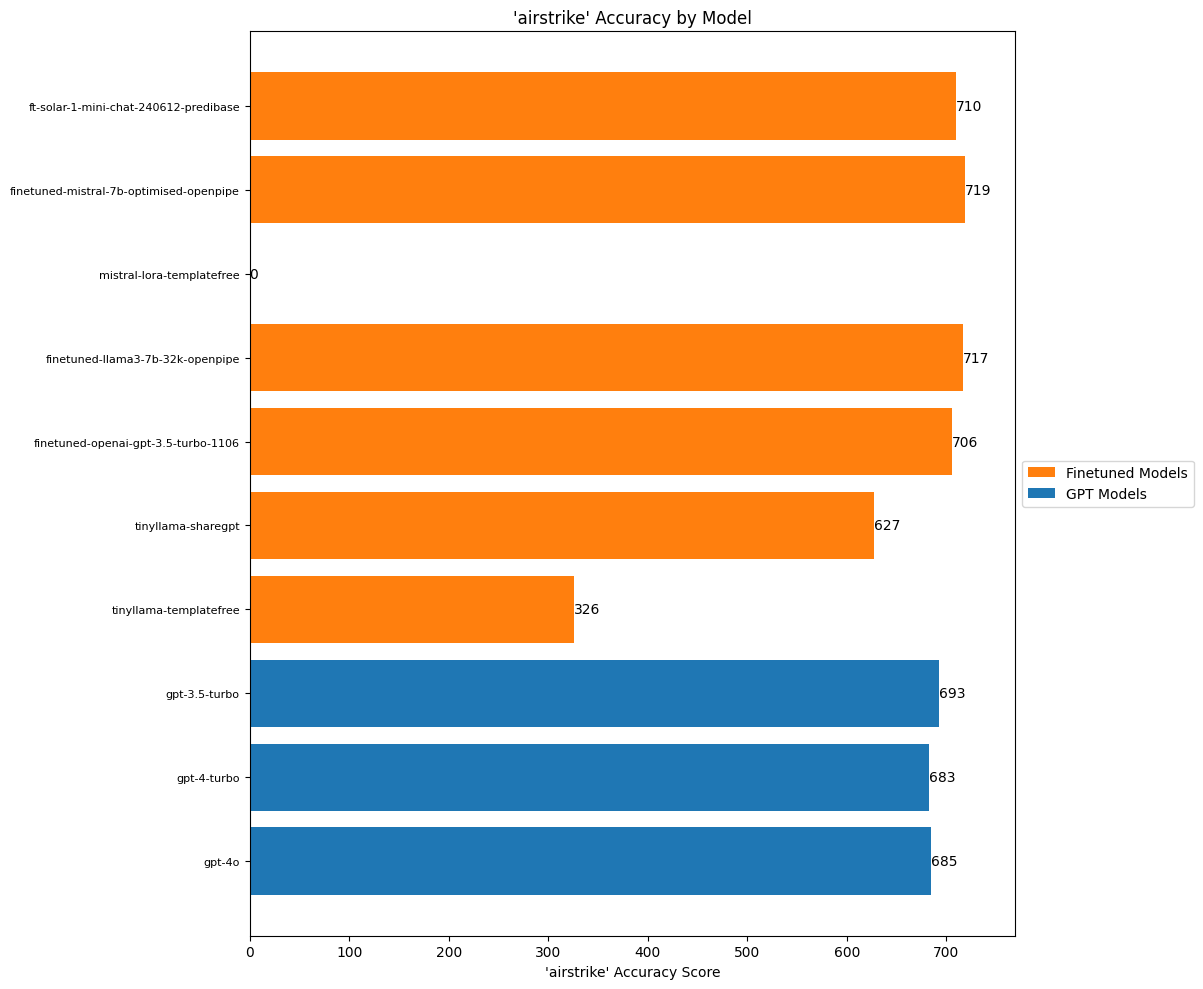 'airstrike' Accuracy by Model
ft-solar-1-mini-chat-240612-predibase
710
finetuned-mistral-7b-optimised-openpipe
719
mistral-lora-templatefree
0
finetuned-llama3-7b-32k-openpipe
717
finetuned-openai-gpt-3.5-turbo-1106
706
tinyllama-sharegpt
627
tinyllama-templatefree
326
gpt-3.5-turbo
693
gpt-4-turbo
683
gpt-4o
685
0 100 200 300 400 500 600 700
'airstrike' Accuracy Score
Finetuned Models
GPT Models